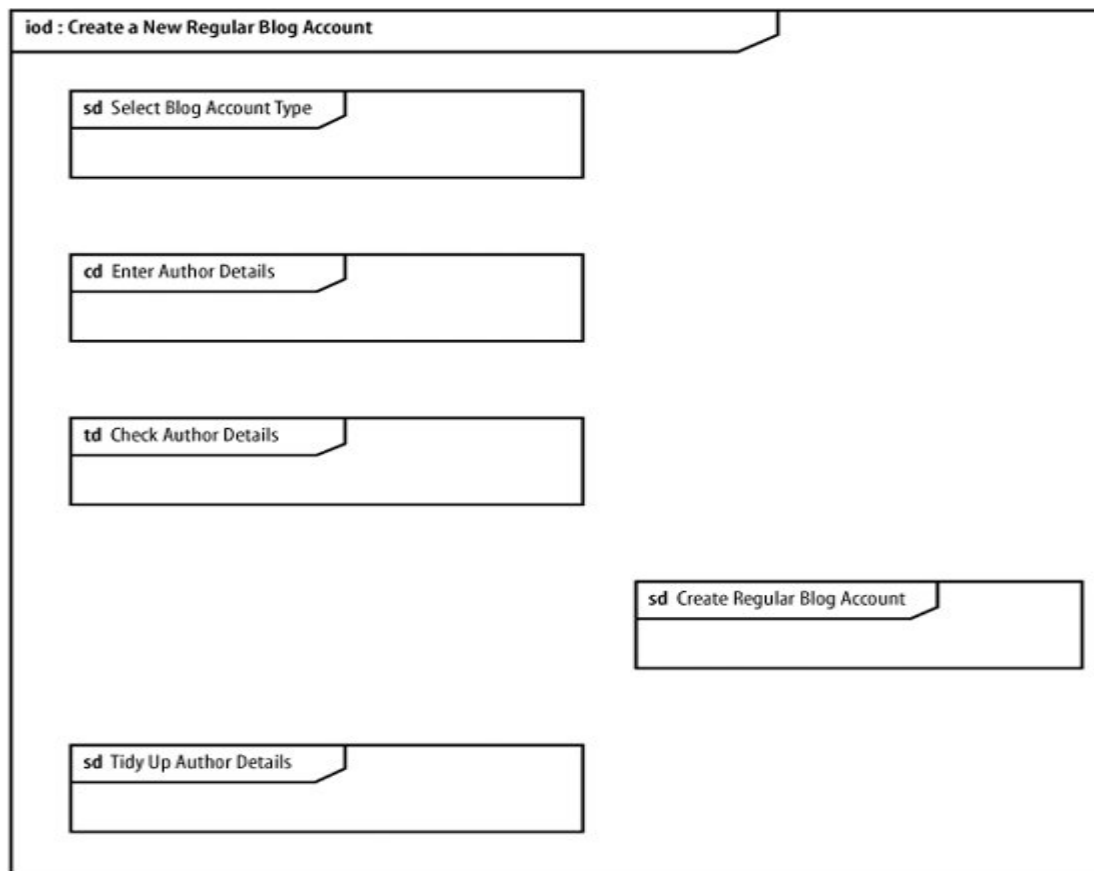 iod : Create a New Regular Blog Account
sd Select Blog Account Type
cd Enter Author Details
td Check Author Details
sd Create Regular Blog Account
sd Tidy Up Author Details